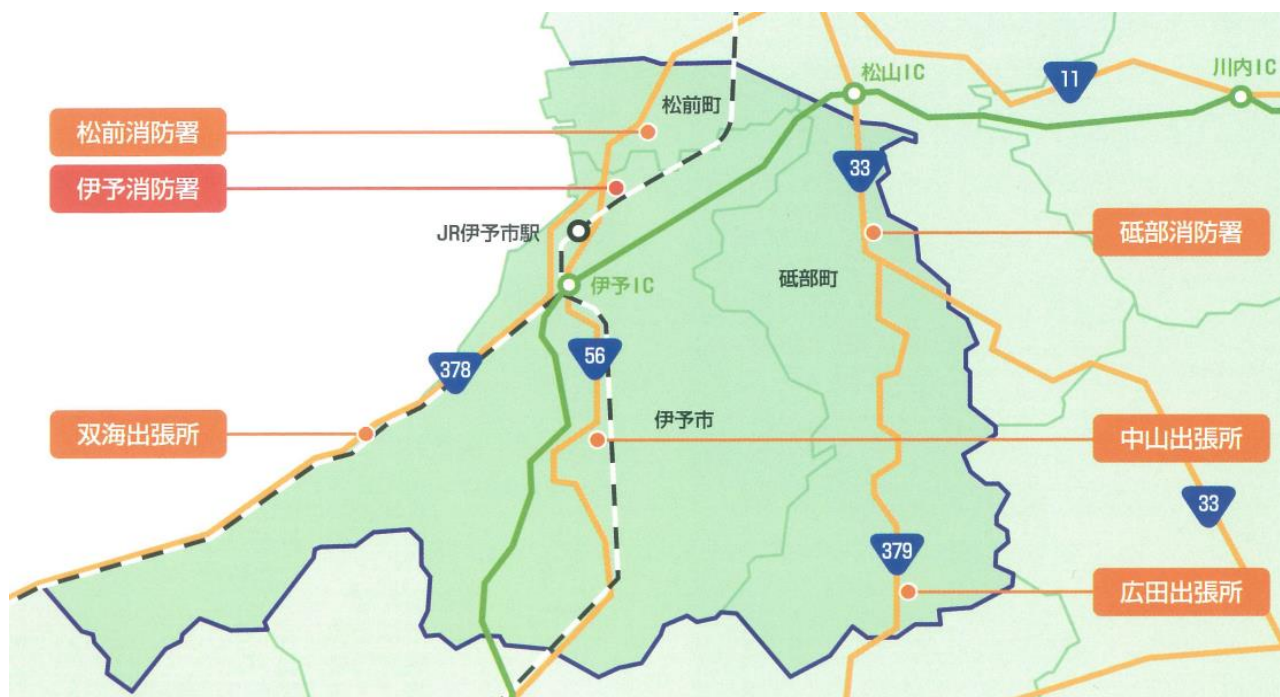 松山IC
11
川内IC
松前町
松前消防署
33
伊予消防署
JR伊予市駅
砥部消防署
砥部町
伊予IC
56
378
伊予市
双海出張所
中山出張所
33
379
広田出張所